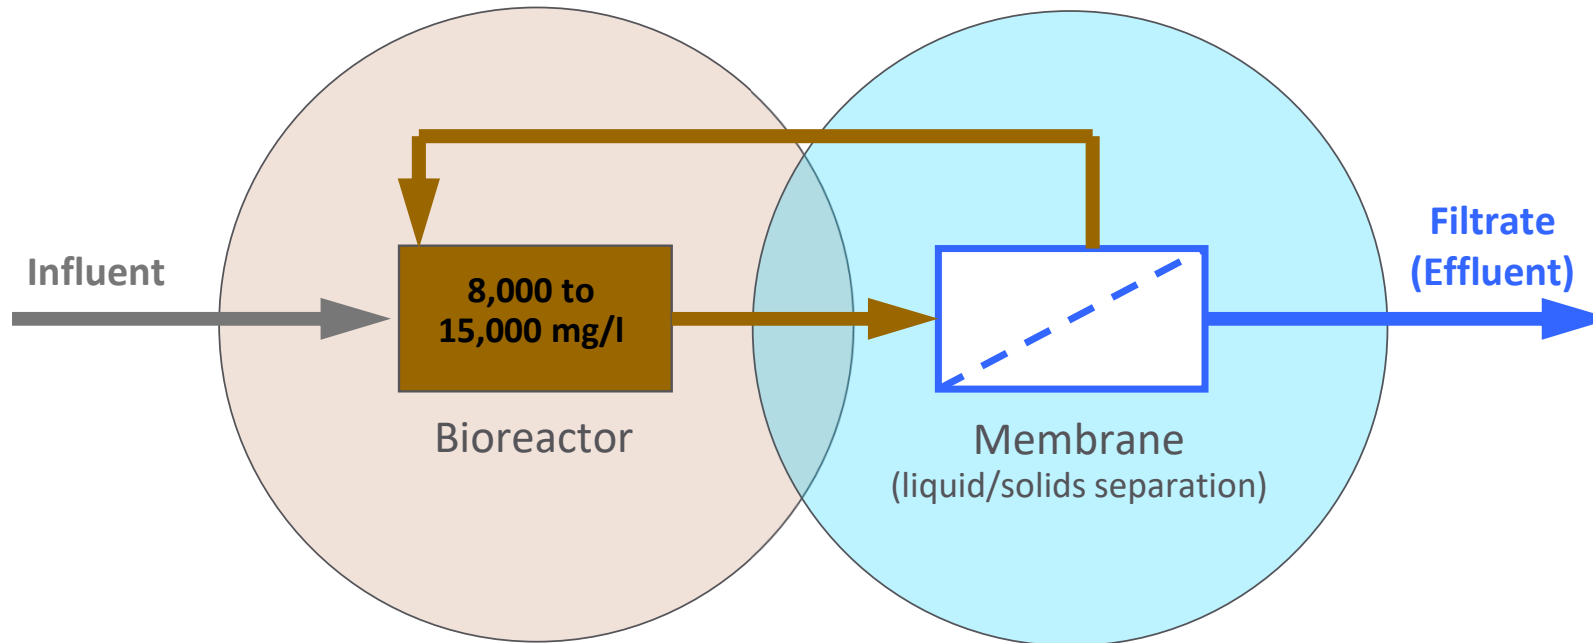 Influent
8,000 to
15,000 mg/l
Bioreactor
Membrane
(liquid/solids separation)
Filtrate
(Effluent)